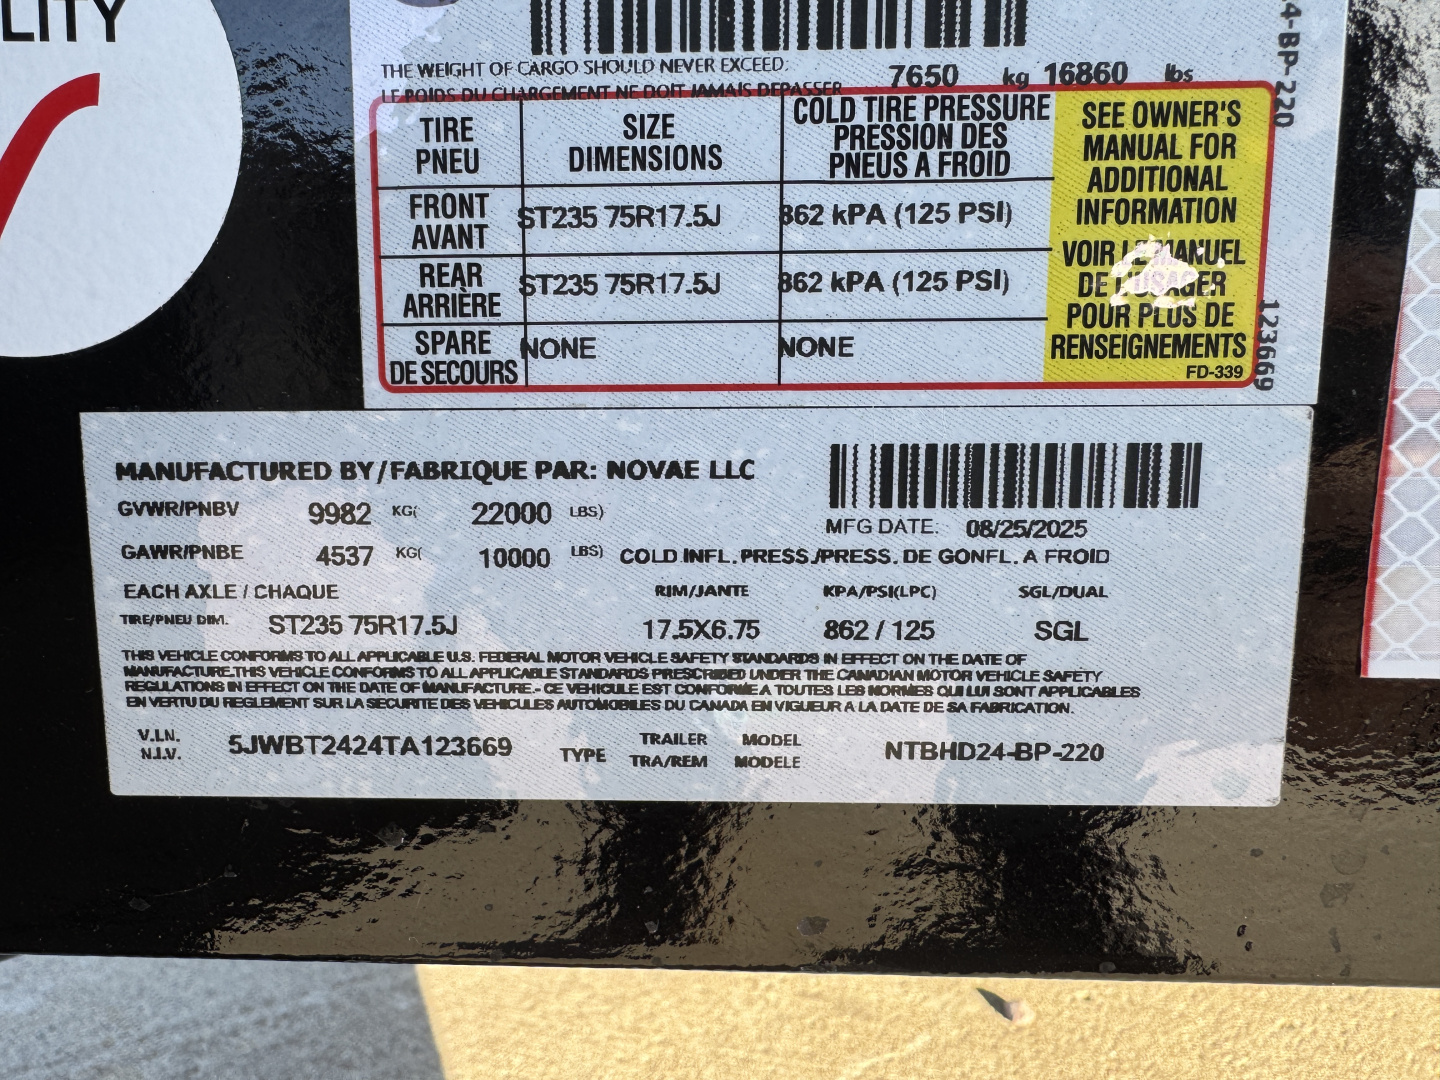 LITY
THE WEIGHT OF CARGO SHOULD NEVER EXCEED: 7650 kg 16860 lbs
LE POIDS DU CHARGEMENT NE DOIT JAMAIS DEPASSER
TIRE
PNEU
SIZE
DIMENSIONS
COLD TIRE PRESSURE
PRESSION DES
PNEUS A FROID
FRONT
AVANT
ST235 75R17.5J
862 kPA (125 PSI)
REAR
ARRIÈRE
ST235 75R17.5J
862 kPA (125 PSI)
SPARE
DE SECOURS
NONE
NONE
SEE OWNER'S
MANUAL FOR
ADDITIONAL
INFORMATION
VOIR LE MANUEL
DE L'USAGER
POUR PLUS DE
RENSEIGNEMENTS
FD-339
4-BP-220
123669
MANUFACTURED BY/FABRIQUE PAR: NOVAE LLC
GVWR/PNBV 9982 KG( 22000 LBS)
MFG DATE: 08/25/2025
GAWR/PNBE 4537 KG( 10000 LBS) COLD INFL. PRESS./PRESS. DE GONFL. A FROID
EACH AXLE / CHAQUE RIM/JANTE KPA/PSI(LPC) SGL/DUAL
TIRE/PNEU DIM. ST235 75R17.5J 17.5X6.75 862 / 125 SGL
THIS VEHICLE CONFORMS TO ALL APPLICABLE U.S. FEDERAL MOTOR VEHICLE SAFETY STANDARDS IN EFFECT ON THE DATE OF
MANUFACTURE.THIS VEHICLE CONFORMS TO ALL APPLICABLE STANDARDS PRESCRIBED UNDER THE CANADIAN MOTOR VEHICLE SAFETY
REGULATIONS IN EFFECT ON THE DATE OF MANUFACTURE.- CE VEHICULE EST CONFORME A TOUTES LES NORMES QUI LUI SONT APPLICABLES
EN VERTU DU REGLEMENT SUR LA SECURITE DES VEHICULES AUTOMOBILES DU CANADA EN VIGUEUR A LA DATE DE SA FABRICATION.
V.I.N.
N.I.V.
5JWBT2424TA123669
TYPE
TRAILER
TRA/REM
MODEL
MODELE
NTBHD24-BP-220